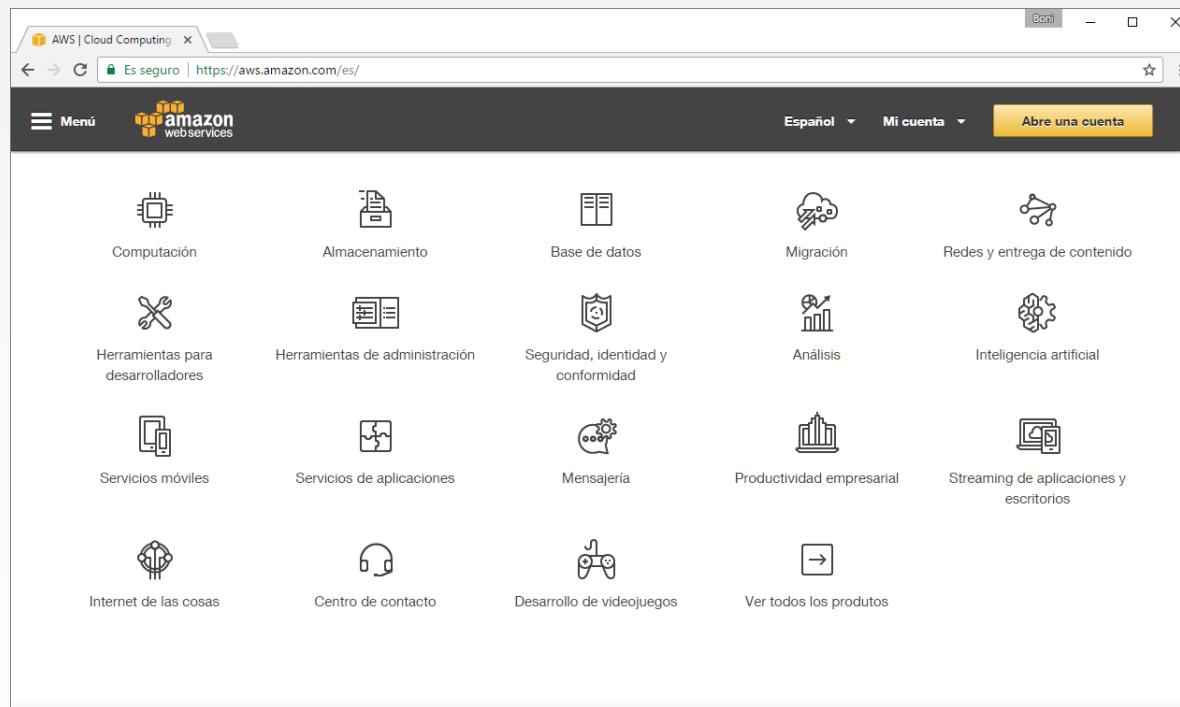 Boni
AWS | Cloud Computing
Es seguro | https://aws.amazon.com/es/
Menú
amazon
webservices
Español
Mi cuenta
Abre una cuenta
Computación
Almacenamiento
Base de datos
Migración
Redes y entrega de contenido
Herramientas para
desarrolladores
Herramientas de administración
Seguridad, identidad y
conformidad
Análisis
Inteligencia artificial
Servicios móviles
Servicios de aplicaciones
Mensajería
Productividad empresarial
Streaming de aplicaciones y
escritorios
Internet de las cosas
Centro de contacto
Desarrollo de videojuegos
Ver todos los produtos